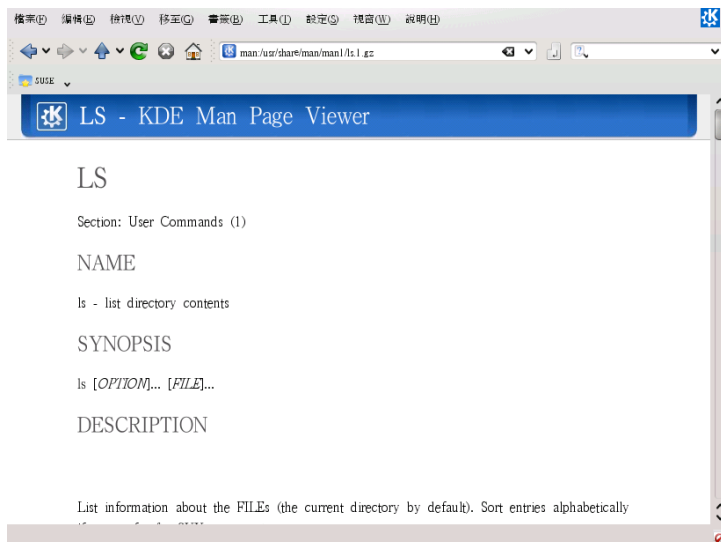 檔案(F) 編輯(E) 檢視(V) 移至(G) 書籤(B) 工具(T) 設定(S) 視窗(W) 說明(H)
man:/usr/share/man/man1/ls.1.gz
SUSE
LS - KDE Man Page Viewer
LS
Section: User Commands (1)
NAME
ls - list directory contents
SYNOPSIS
ls [OPTION]... [FILE]...
DESCRIPTION
List information about the FILEs (the current directory by default). Sort entries alphabetically